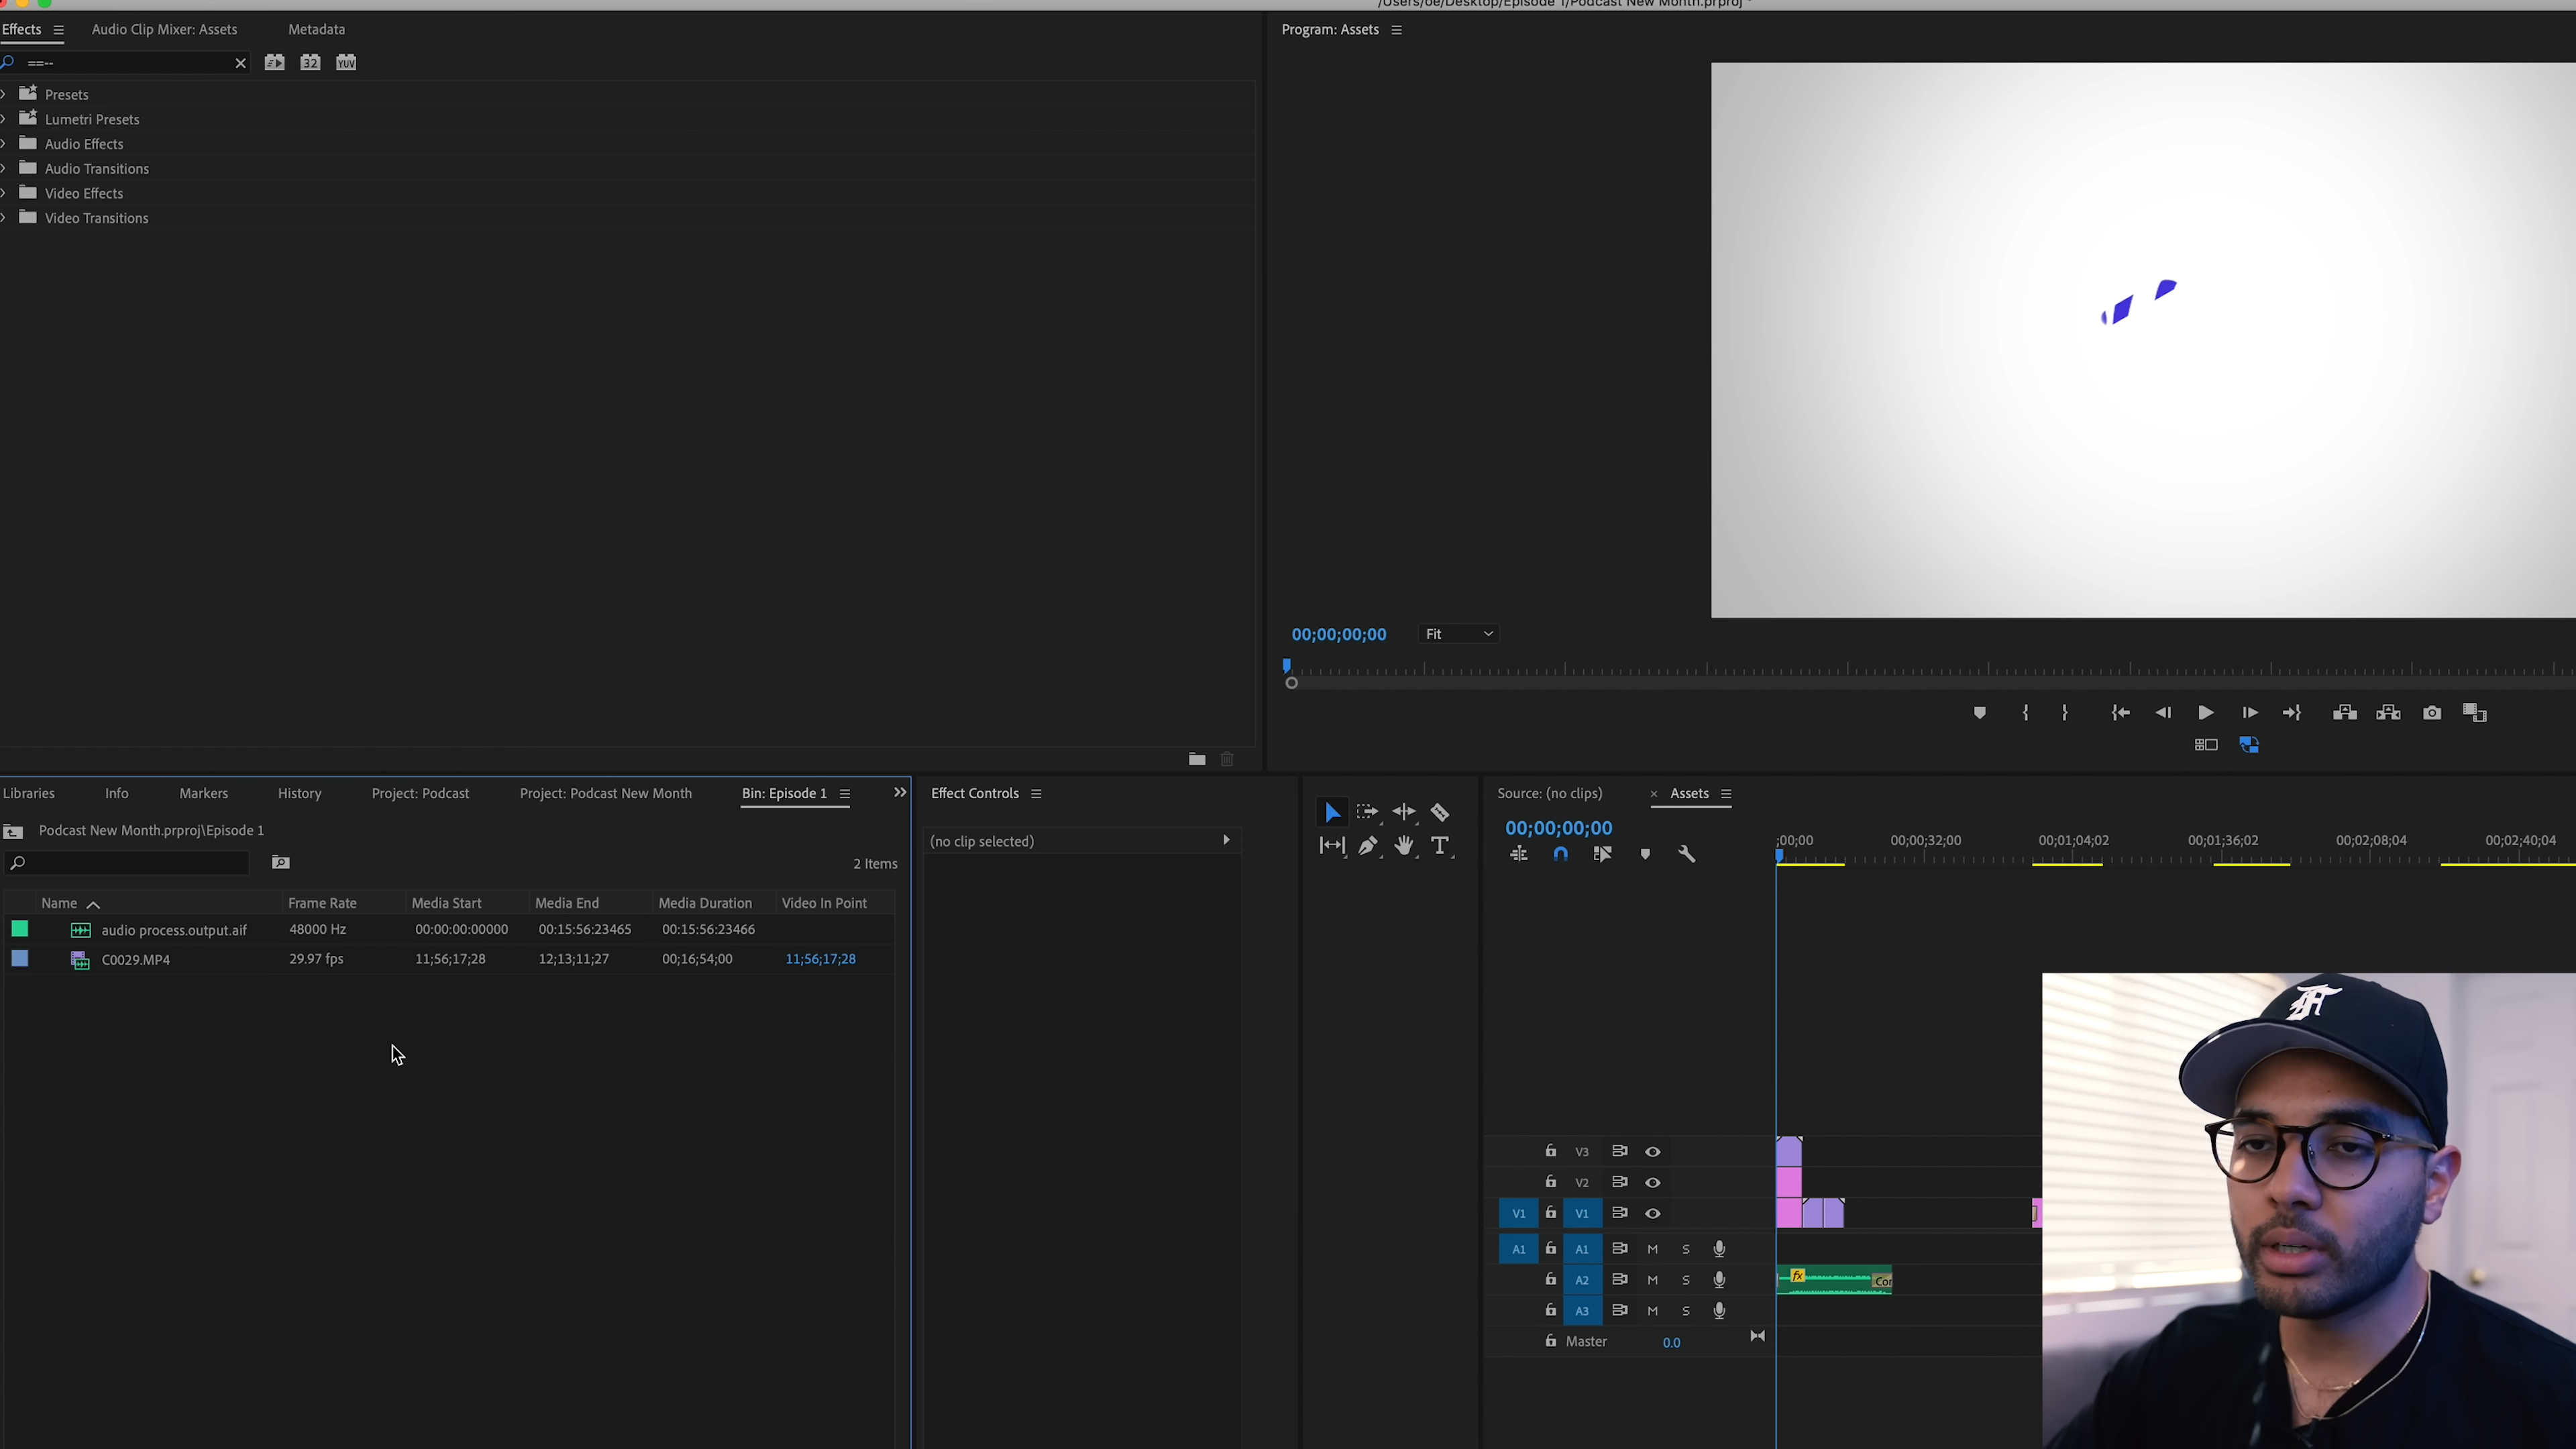 /Users/oe/Desktop/Episode 1/Podcast New Month.prproj *
Effects
Audio Clip Mixer: Assets
Metadata
==--
32
YUV
Presets
Lumetri Presets
Audio Effects
Audio Transitions
Video Effects
Video Transitions
Program: Assets
00;00;00;00
Fit
Libraries
Info
Markers
History
Project: Podcast
Project: Podcast New Month
Bin: Episode 1
Podcast New Month.prproj\Episode 1
2 Items
Name
Frame Rate
Media Start
Media End
Media Duration
Video In Point
audio process.output.aif
48000 Hz
00:00:00:00000
00:15:56:23465
00:15:56:23466
C0029.MP4
29.97 fps
11;56;17;28
12;13;11;27
00;16;54;00
11;56;17;28
Effect Controls
(no clip selected)
Source: (no clips)
Assets
00;00;00;00
;00;00
00;00;32;00
00;01;04;02
00;01;36;02
00;02;08;04
00;02;40;04
V3
V2
V1
V1
A1
A1
M
S
A2
M
S
fx
Cor
A3
M
S
Master
0.0